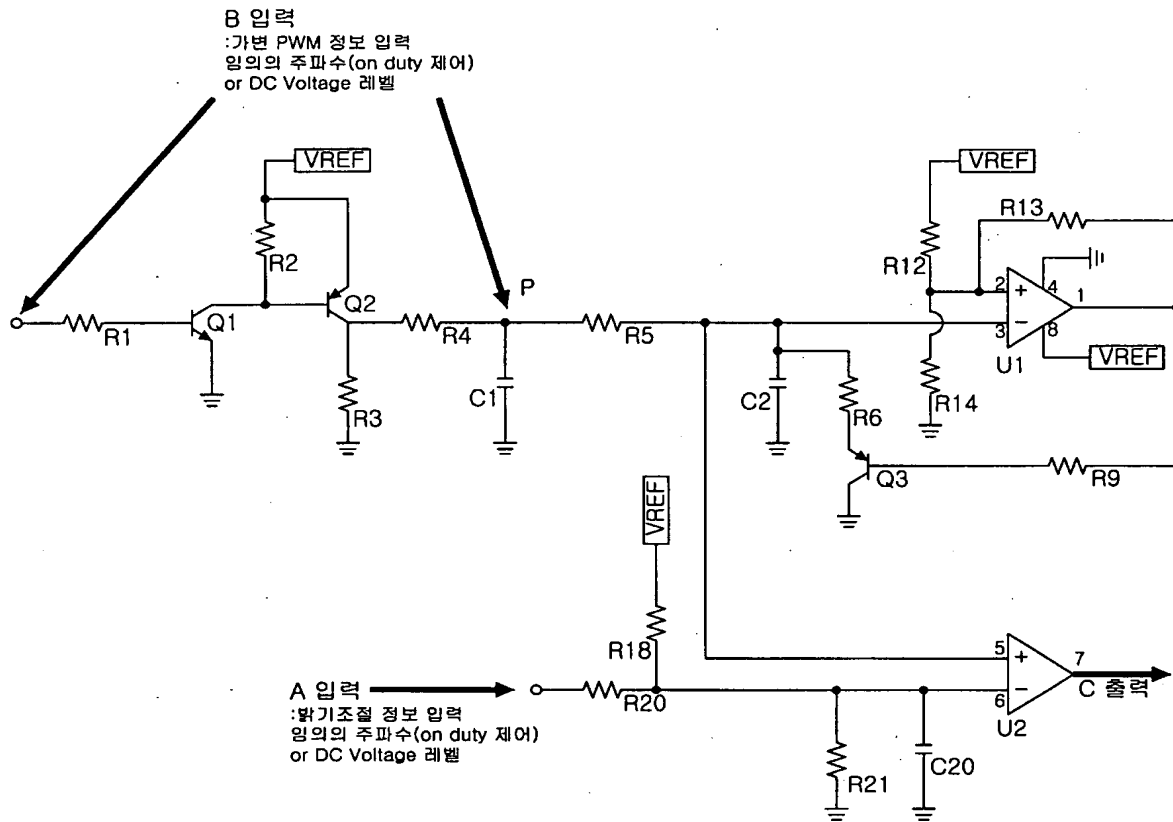 B 입력
:가변 PWM 정보 입력
임의의 주파수(on duty 제어)
or DC Voltage 레벨
VREF
VREF
R13
R2
R12
P
Q2
2
+
4
1
Q1
R1
R4
R5
3
−
8
U1
VREF
C1
R3
C2
R6
R14
Q3
R9
VREF
R18
5
+
7
C 출력
A 입력
R20
6
−
U2
:밝기조절 정보 입력
임의의 주파수(on duty 제어)
or DC Voltage 레벨
R21
C20